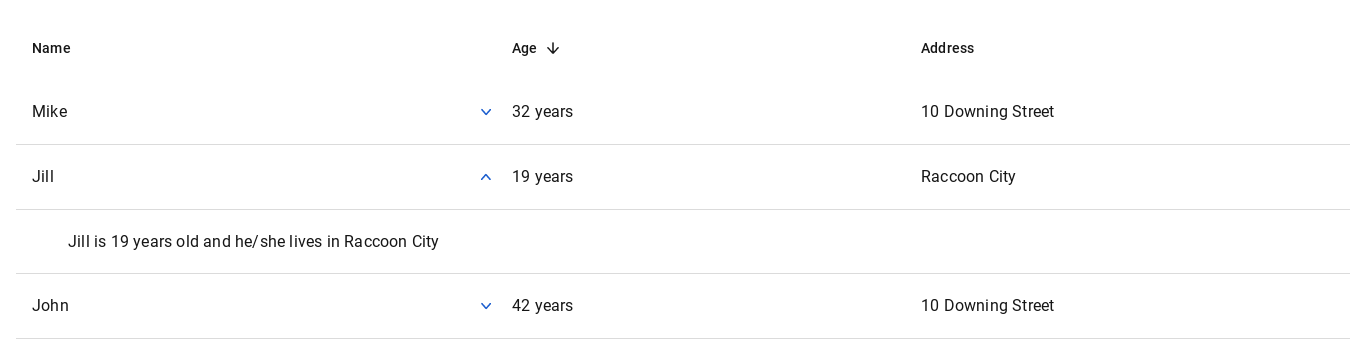 Name Age Address
Mike 32 years 10 Downing Street
Jill 19 years Raccoon City
Jill is 19 years old and he/she lives in Raccoon City
John 42 years 10 Downing Street